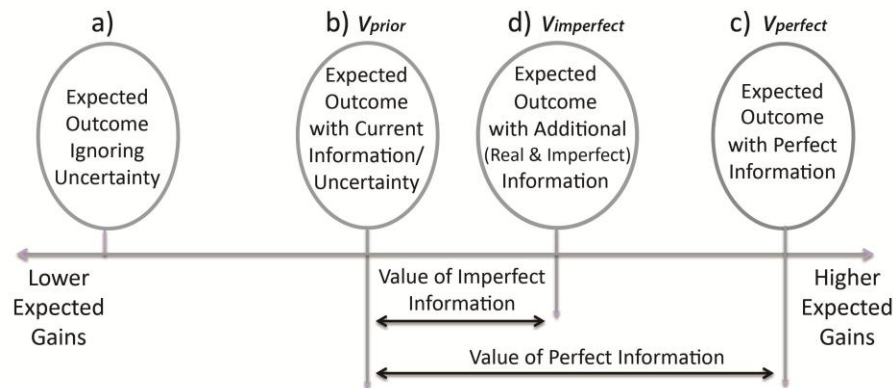 a)
Expected
Outcome
Ignoring
Uncertainty
b) Vprior
Expected
Outcome
with Current
Information/
Uncertainty
d) Vimperfect
Expected
Outcome
with Additional
(Real & Imperfect)
Information
c) Vperfect
Expected
Outcome
with Perfect
Information
Lower
Expected
Gains
Value of Imperfect
Information
Value of Perfect Information
Higher
Expected
Gains